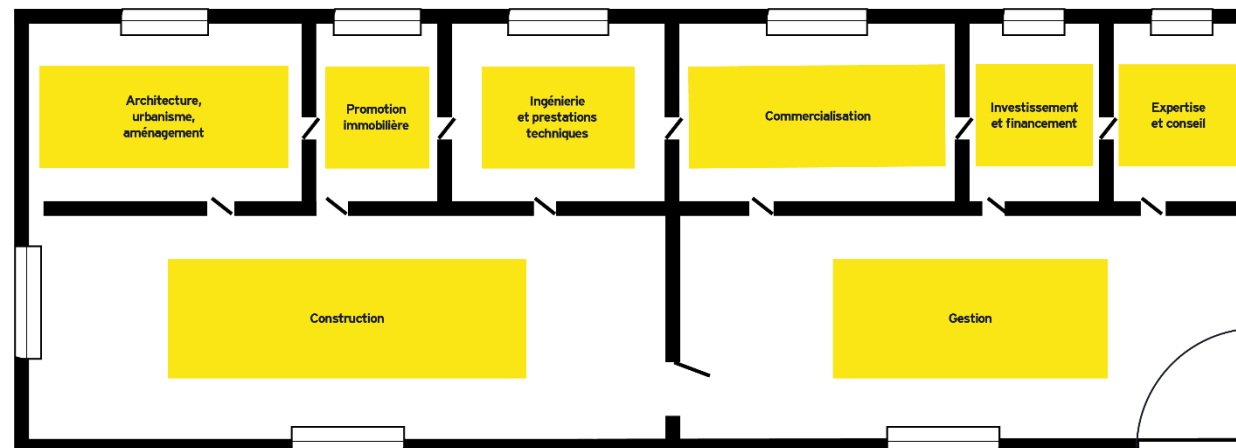 Architecture,
urbanisme,
aménagement
Promotion
immobilière
Ingénierie
et prestations
techniques
Commercialisation
Investissement
et financement
Expertise
et conseil
Construction
Gestion